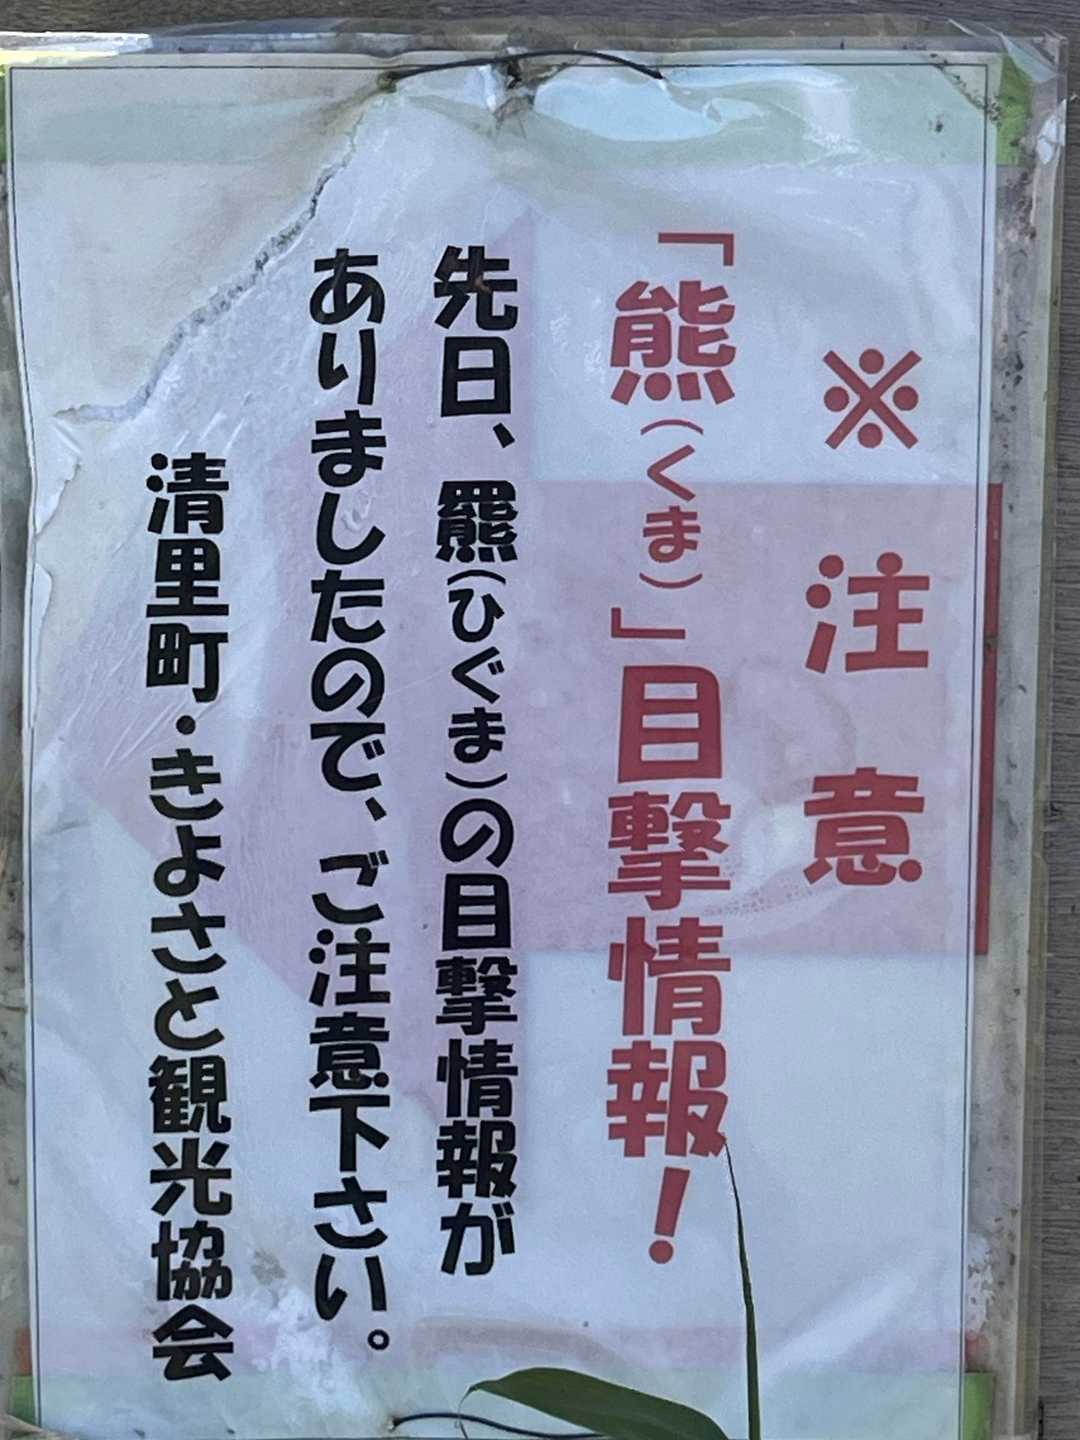 ※注意
「熊(くま)」目撃情報!
先日、羆(ひぐま)の目撃情報が
ありましたので、ご注意下さい。
清里町・きよさと観光協会